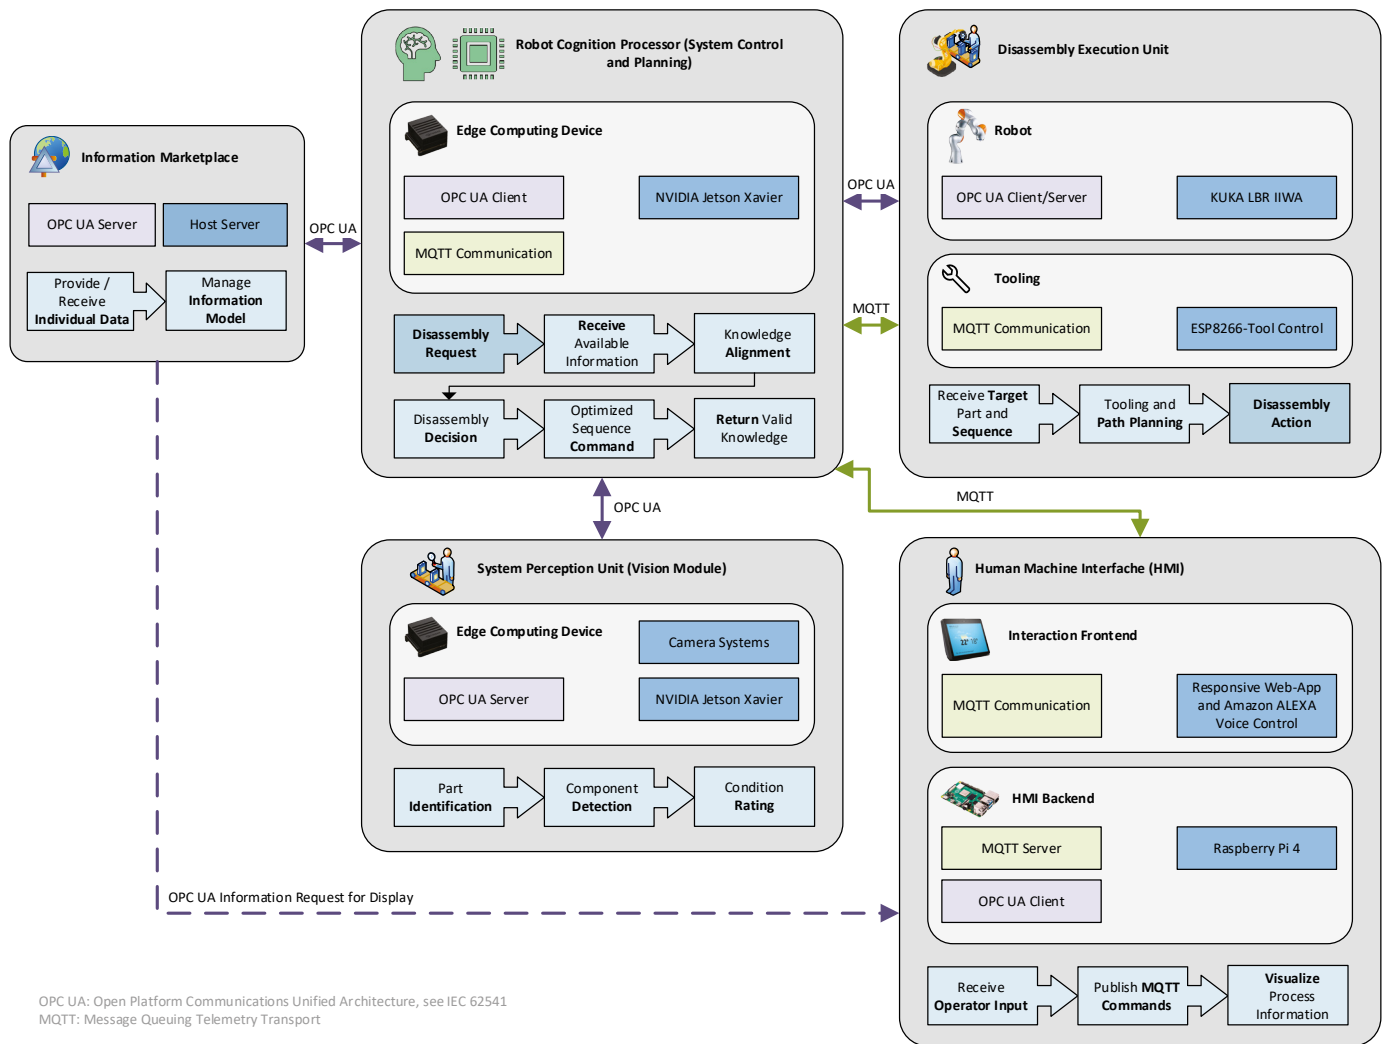 Robot Cognition Processor (System Control
and Planning)
Edge Computing Device
OPC UA Client
NVIDIA Jetson Xavier
MQTT Communication
Disassembly
Request
Receive
Available
Information
Knowledge
Alignment
Disassembly
Decision
Optimized
Sequence
Command
Return Valid
Knowledge
Information Marketplace
OPC UA Server
Host Server
Provide /
Receive
Individual Data
Manage
Information
Model
OPC UA
OPC UA
MQTT
Disassembly Execution Unit
Robot
OPC UA Client/Server
KUKA LBR IIWA
Tooling
MQTT Communication
ESP8266-Tool Control
Receive Target
Part and
Sequence
Tooling and
Path Planning
Disassembly
Action
OPC UA
MQTT
System Perception Unit (Vision Module)
Edge Computing Device
Camera Systems
OPC UA Server
NVIDIA Jetson Xavier
Part
Identification
Component
Detection
Condition
Rating
Human Machine Interfache (HMI)
Interaction Frontend
MQTT Communication
Responsive Web-App
and Amazon ALEXA
Voice Control
HMI Backend
MQTT Server
Raspberry Pi 4
OPC UA Client
Receive
Operator Input
Publish MQTT
Commands
Visualize
Process
Information
OPC UA Information Request for Display
OPC UA: Open Platform Communications Unified Architecture, see IEC 62541
MQTT: Message Queuing Telemetry Transport